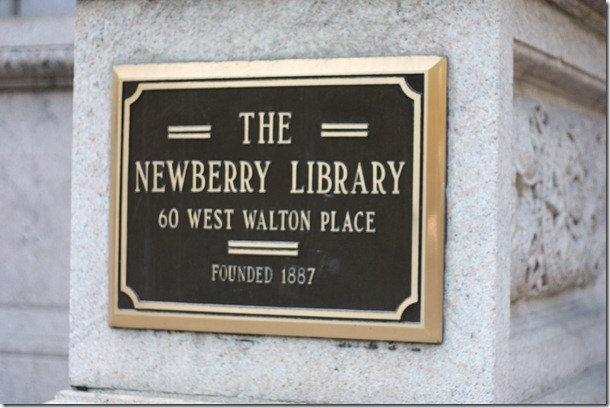 THE
NEWBERRY LIBRARY
60 WEST WALTON PLACE
FOUNDED 1887